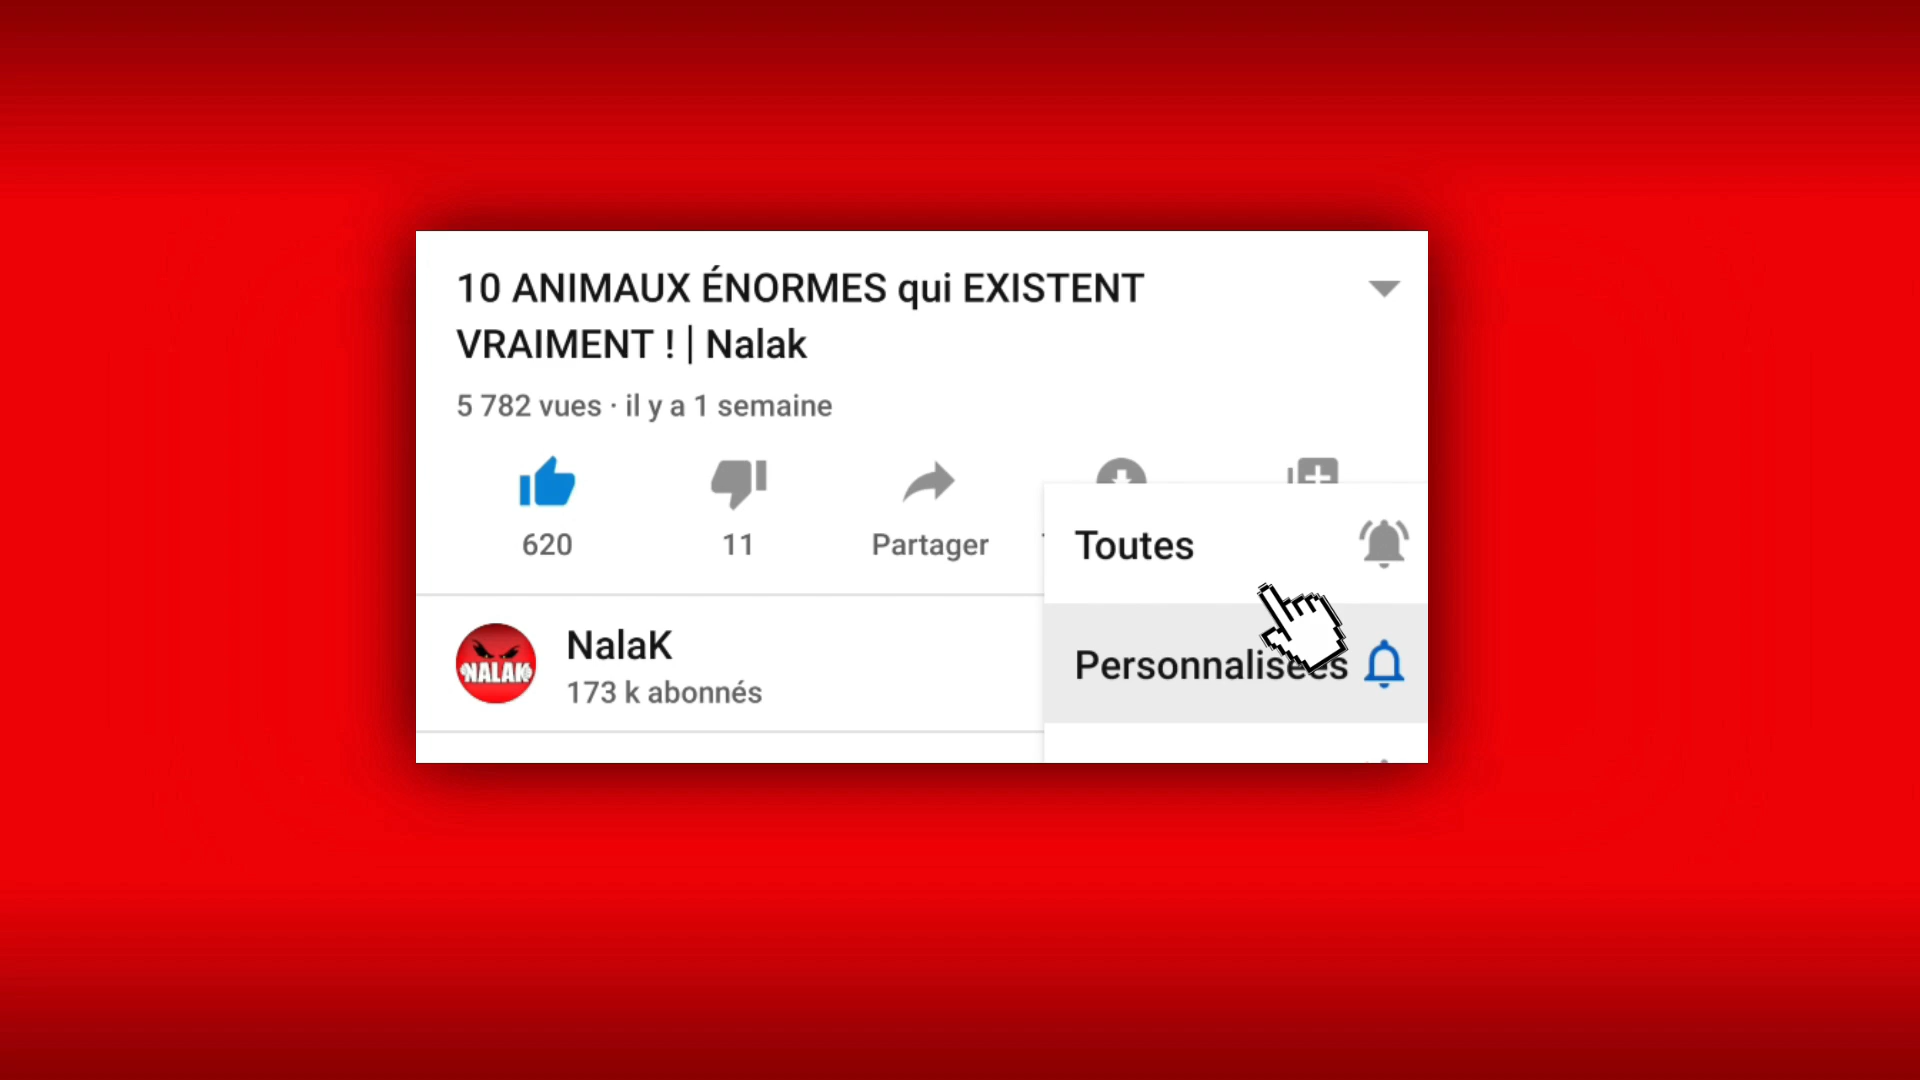 10 ANIMAUX ÉNORMES qui EXISTENT
VRAIMENT ! | Nalak
5 782 vues · il y a 1 semaine
620
11
Partager
Toutes
NALAK
NalaK
173 k abonnés
Personnalisées